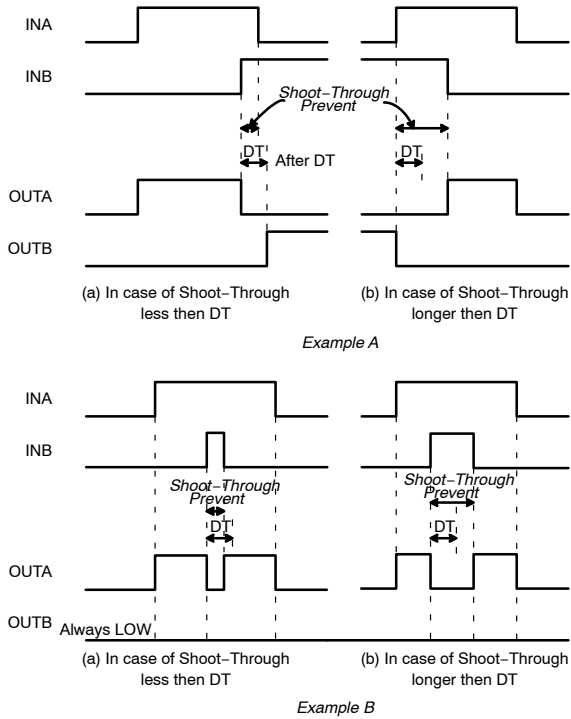 INA
INB
Shoot−Through
Prevent
DT
After DT
DT
OUTA
OUTB
(a) In case of Shoot−Through
less then DT
(b) In case of Shoot−Through
longer then DT
Example A
INA
INB
Shoot−Through
Prevent
DT
Shoot−Through
Prevent
DT
OUTA
OUTB
Always LOW
(a) In case of Shoot−Through
less then DT
(b) In case of Shoot−Through
longer then DT
Example B